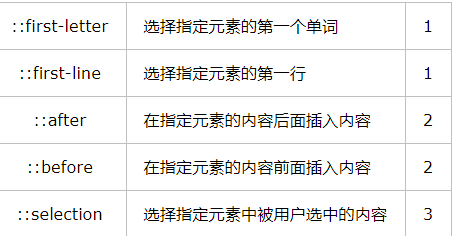 ::first-letter 选择指定元素的第一个单词 1
::first-line 选择指定元素的第一行 1
::after 在指定元素的内容后面插入内容 2
::before 在指定元素的内容前面插入内容 2
::selection 选择指定元素中被用户选中的内容 3